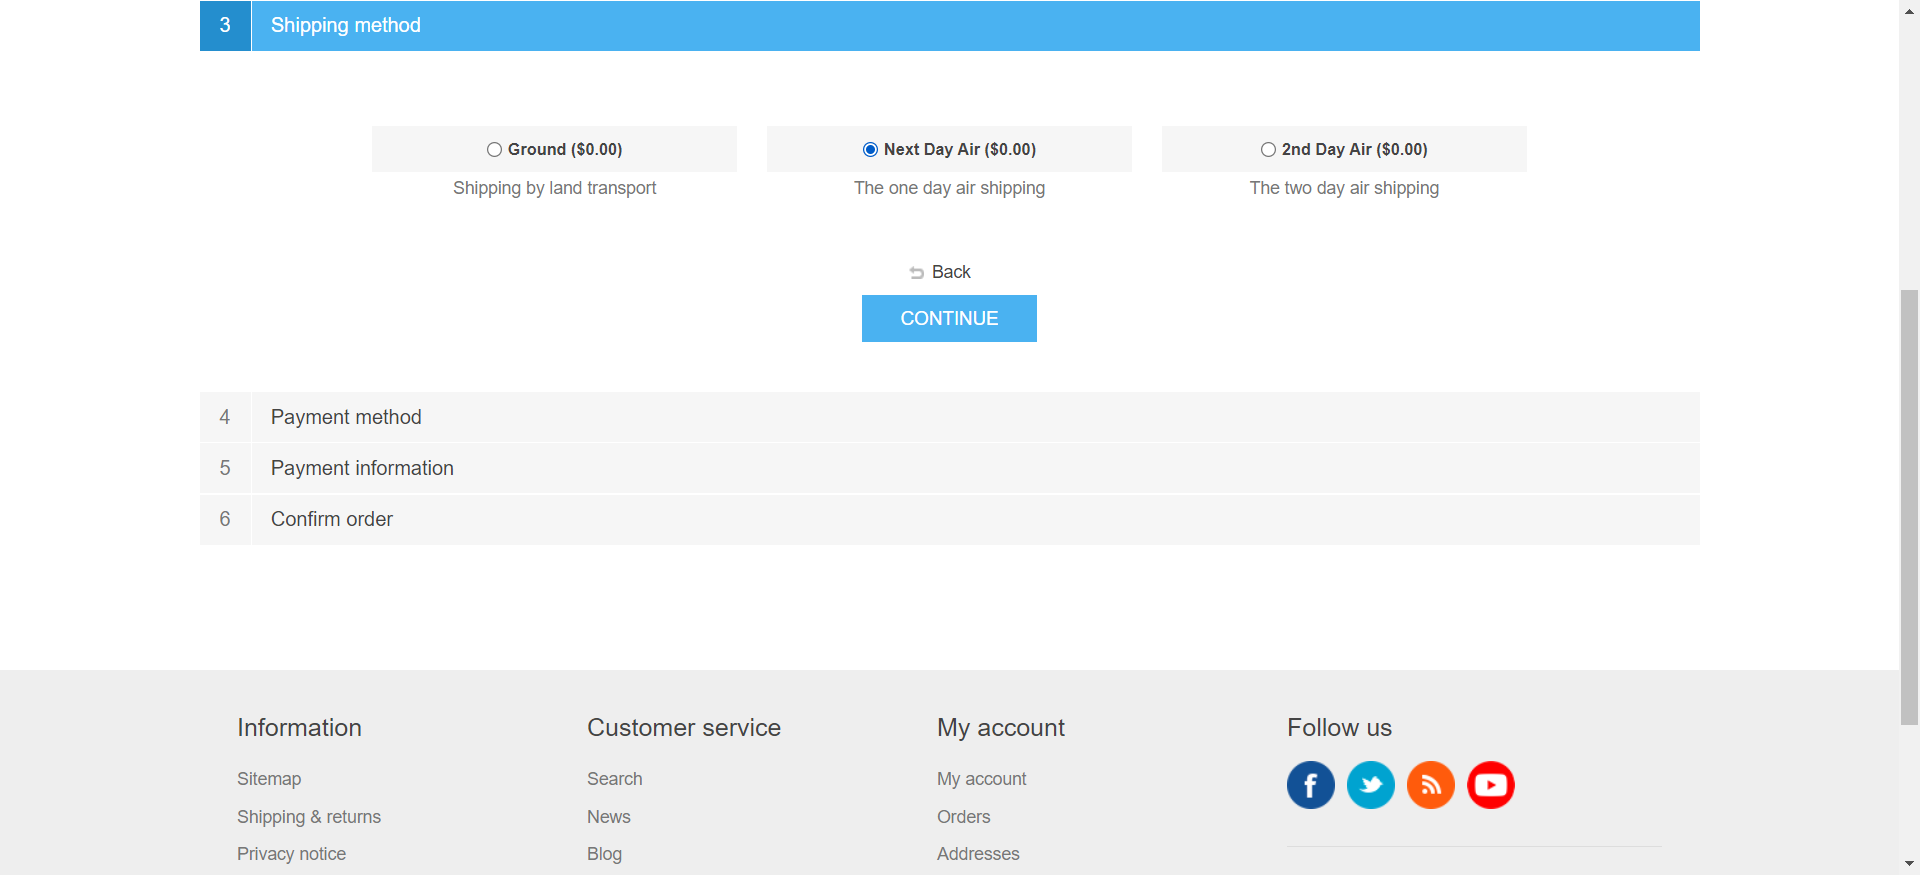 3 Shipping method
Ground ($0.00)
Shipping by land transport
Next Day Air ($0.00)
The one day air shipping
2nd Day Air ($0.00)
The two day air shipping
Back
CONTINUE
4 Payment method
5 Payment information
6 Confirm order
Information
Sitemap
Shipping & returns
Privacy notice
Customer service
Search
News
Blog
My account
My account
Orders
Addresses
Follow us